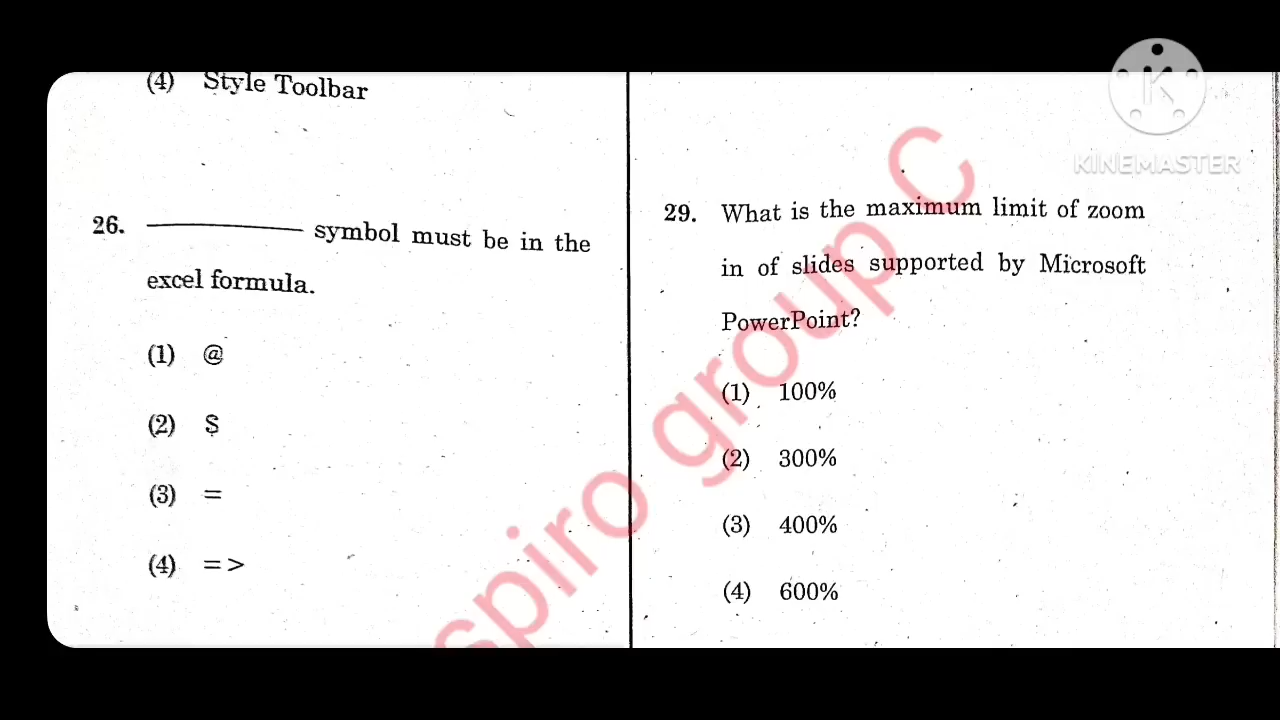 (4) Style Toolbar
26. ———— symbol must be in the
excel formula.
(1) @
(2) $
(3) =
(4) =>
29. What is the maximum limit of zoom
in of slides supported by Microsoft
PowerPoint?
(1) 100%
(2) 300%
(3) 400%
(4) 600%
spiro group C
K
KINEMASTER